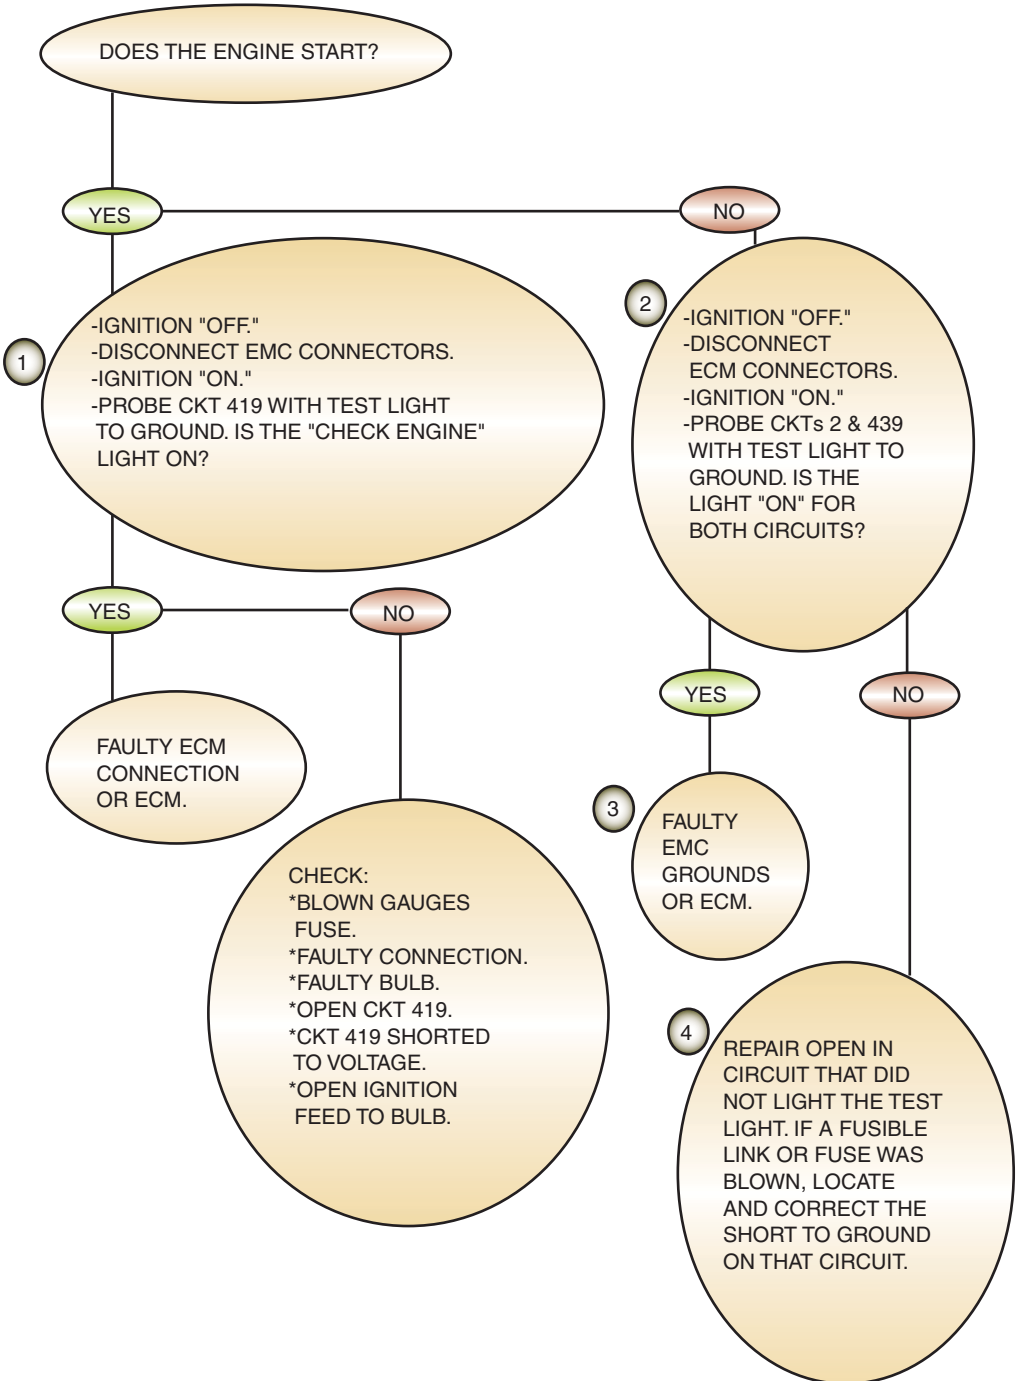 DOES THE ENGINE START?
YES
NO
1
-IGNITION "OFF."
-DISCONNECT EMC CONNECTORS.
-IGNITION "ON."
-PROBE CKT 419 WITH TEST LIGHT
TO GROUND. IS THE "CHECK ENGINE"
LIGHT ON?
2
-IGNITION "OFF."
-DISCONNECT
ECM CONNECTORS.
-IGNITION "ON."
-PROBE CKTs 2 & 439
WITH TEST LIGHT TO
GROUND. IS THE
LIGHT "ON" FOR
BOTH CIRCUITS?
YES
NO
FAULTY ECM
CONNECTION
OR ECM.
CHECK:
*BLOWN GAUGES
FUSE.
*FAULTY CONNECTION.
*FAULTY BULB.
*OPEN CKT 419.
*CKT 419 SHORTED
TO VOLTAGE.
*OPEN IGNITION
FEED TO BULB.
YES
NO
3
FAULTY
EMC
GROUNDS
OR ECM.
4
REPAIR OPEN IN
CIRCUIT THAT DID
NOT LIGHT THE TEST
LIGHT. IF A FUSIBLE
LINK OR FUSE WAS
BLOWN, LOCATE
AND CORRECT THE
SHORT TO GROUND
ON THAT CIRCUIT.